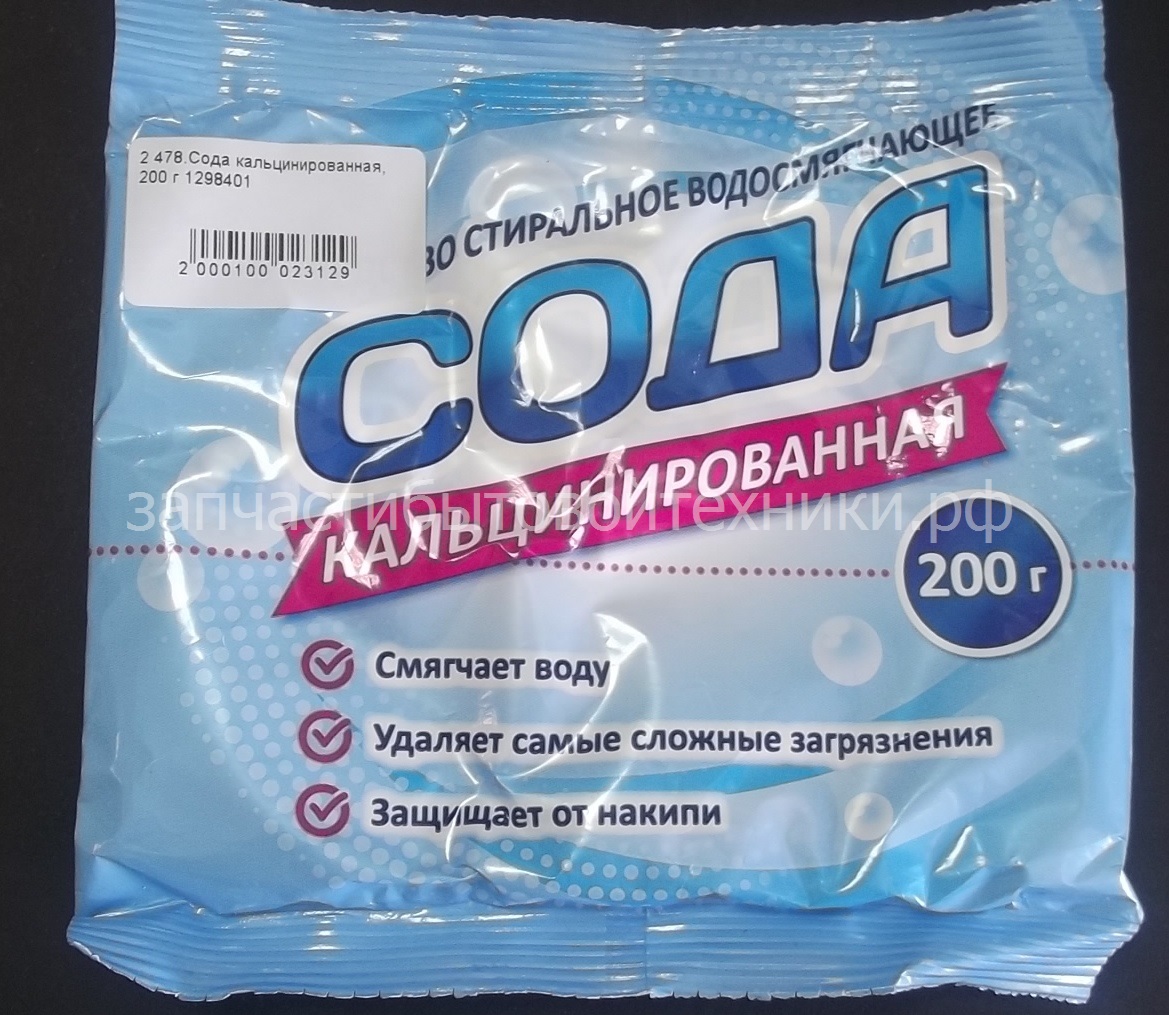 2 478.Сода кальцинированная,
200 г 1298401
2 000100 023129
ВО СТИРАЛЬНОЕ ВОДОСМЯГЧАЮЩЕЕ
СОДА
КАЛЬЦИНИРОВАННАЯ
запчастибытовойтехники.рф
200 г
Смягчает воду
Удаляет самые сложные загрязнения
Защищает от накипи